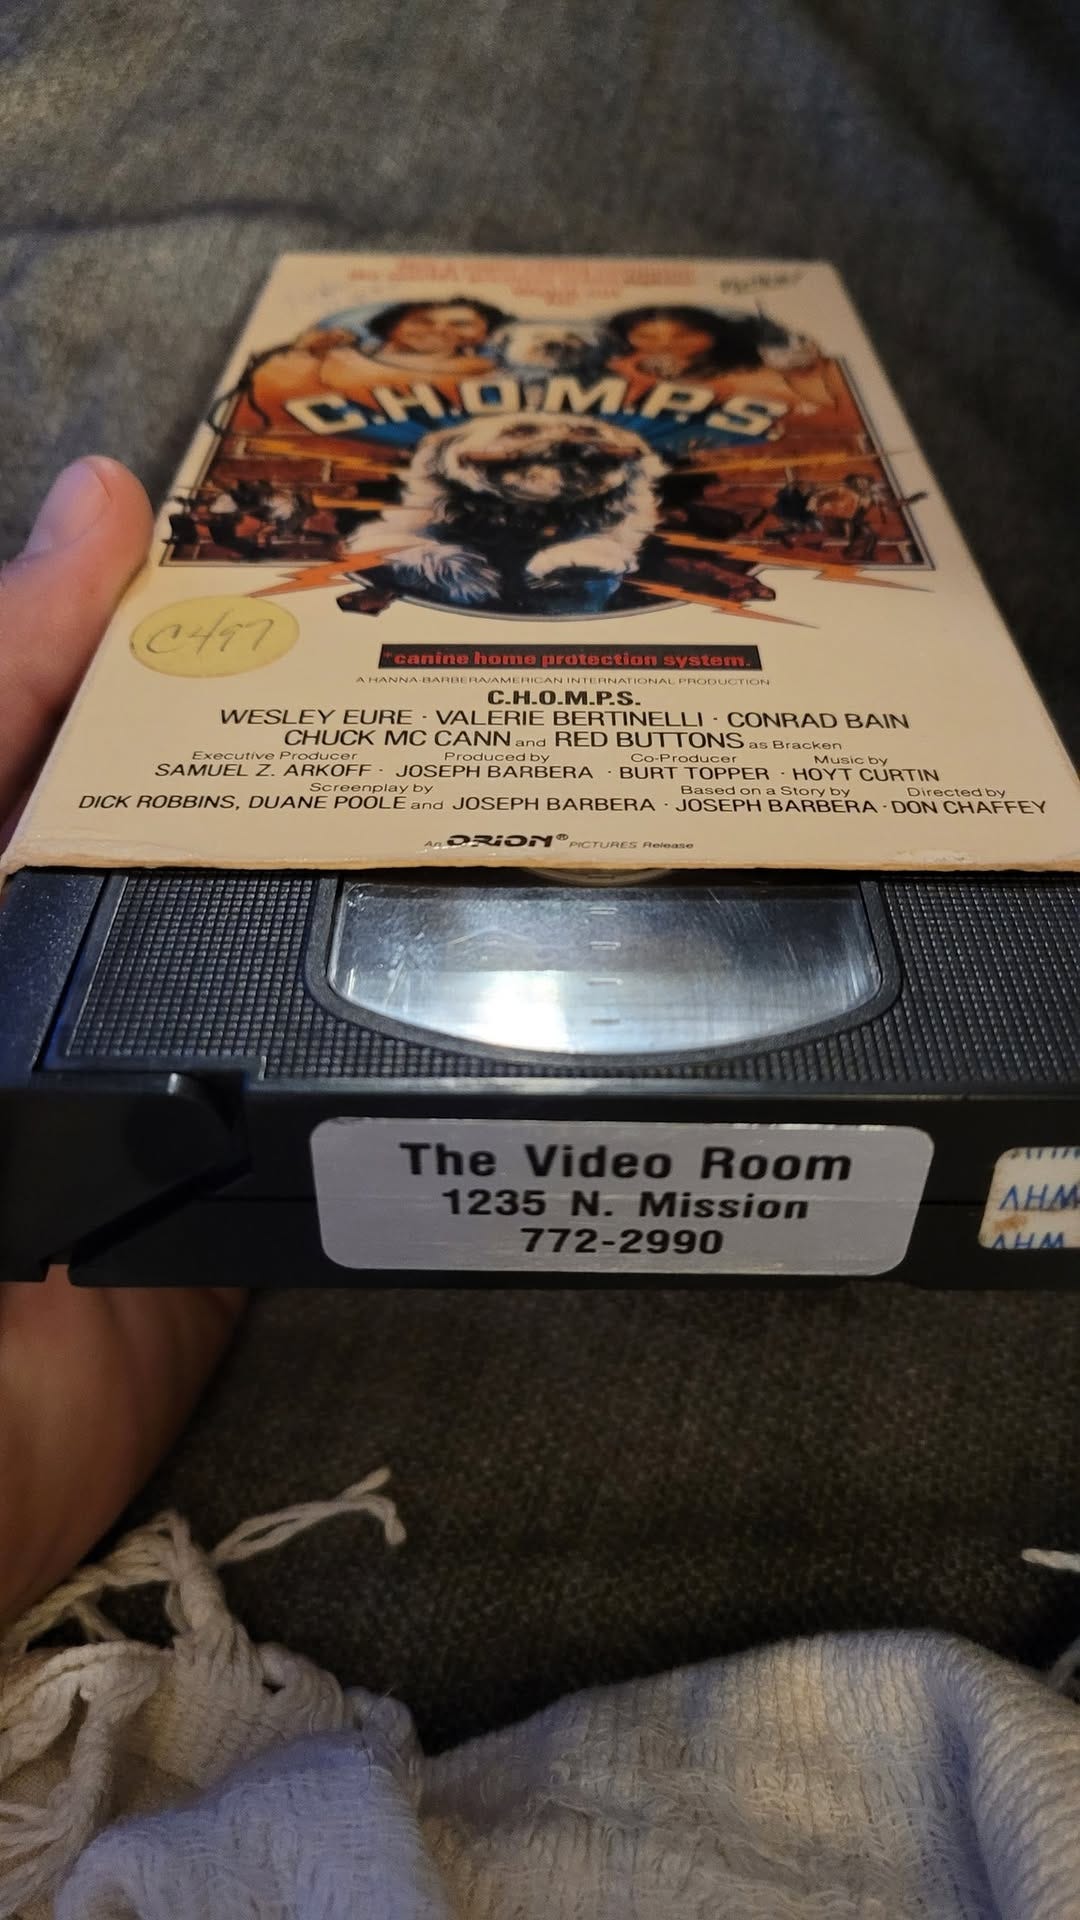 C.H.O.M.P.S.*
C497
*canine home protection system.
A HANNA-BARBERA/AMERICAN INTERNATIONAL PRODUCTION
C.H.O.M.P.S.
WESLEY EURE · VALERIE BERTINELLI · CONRAD BAIN
CHUCK MC CANN and RED BUTTONS as Bracken
Executive Producer Produced by Co-Producer Music by
SAMUEL Z. ARKOFF · JOSEPH BARBERA · BURT TOPPER · HOYT CURTIN
Screenplay by Based on a Story by Directed by
DICK ROBBINS, DUANE POOLE and JOSEPH BARBERA · JOSEPH BARBERA · DON CHAFFEY
An ORION® PICTURES Release
The Video Room
1235 N. Mission
772-2990